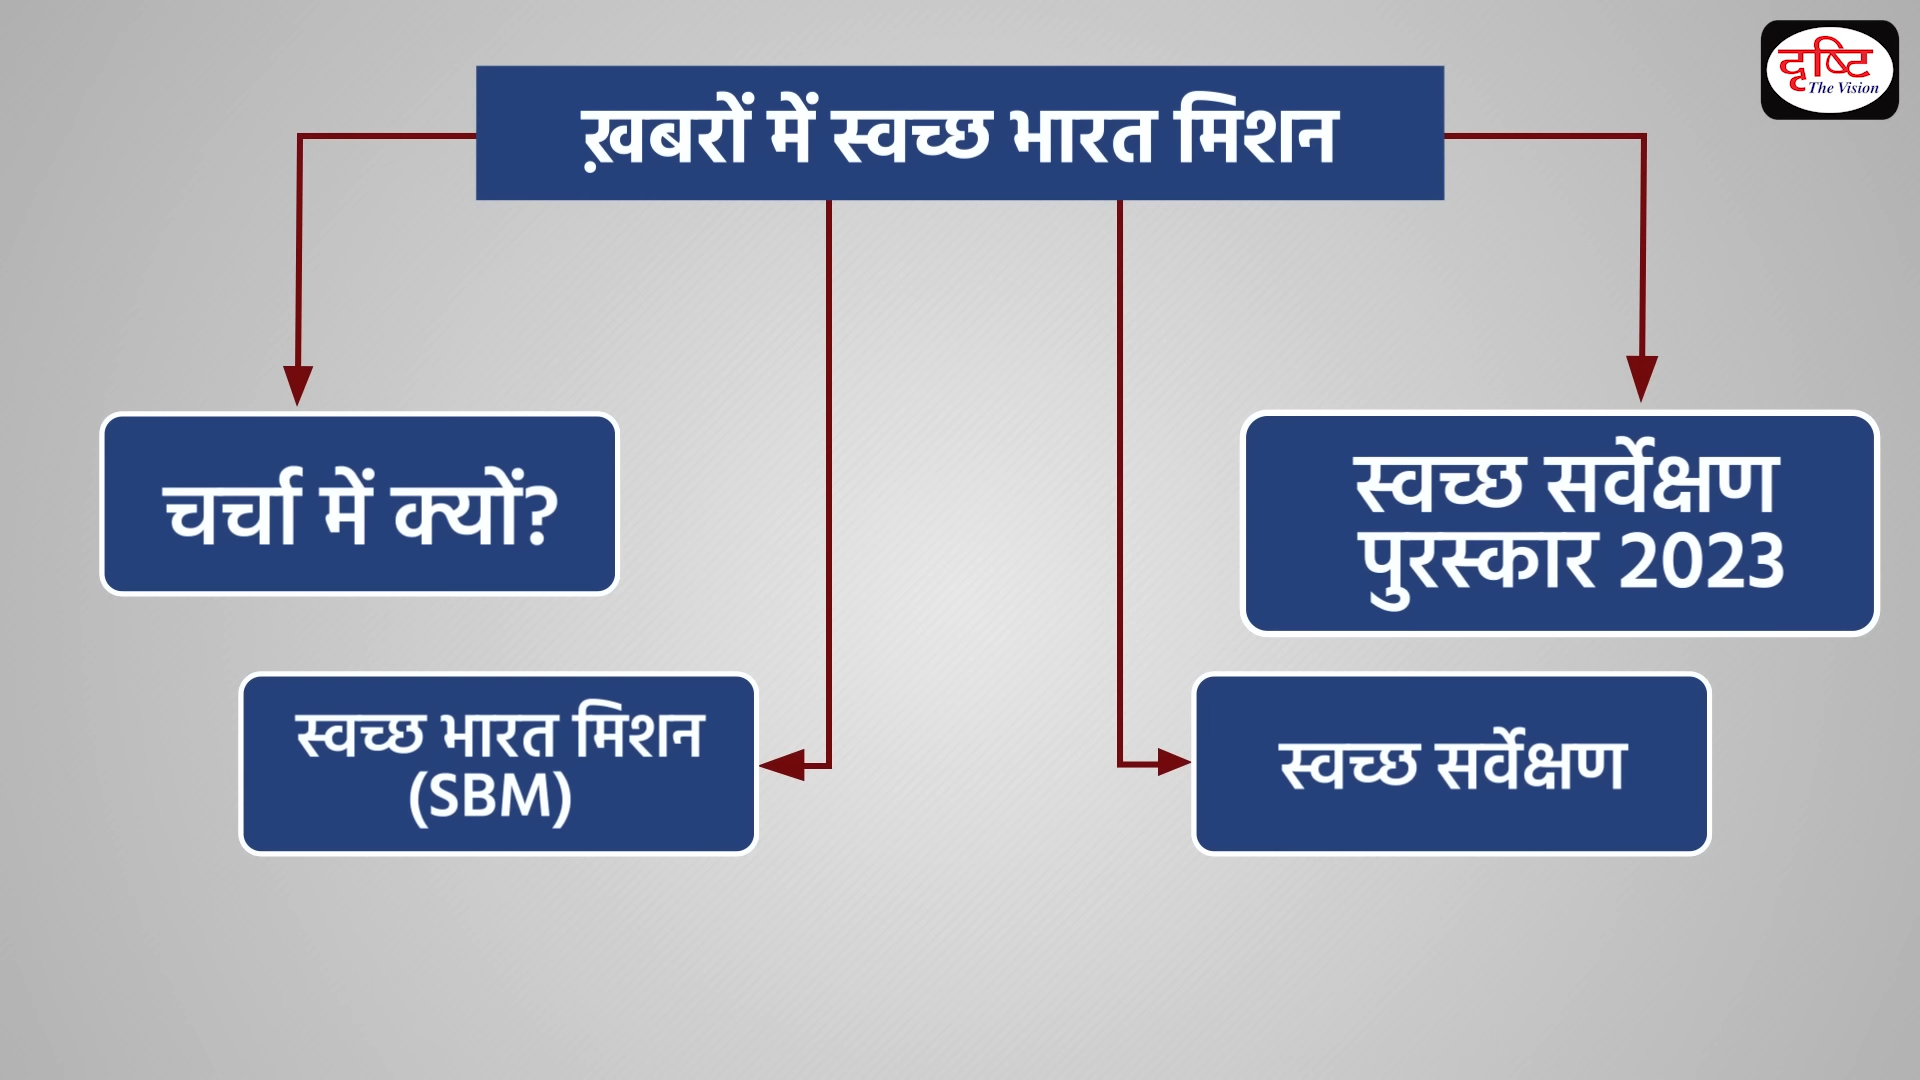 दृष्टि
The Vision
ख़बरों में स्वच्छ भारत मिशन
चर्चा में क्यों?
स्वच्छ सर्वेक्षण
पुरस्कार 2023
स्वच्छ भारत मिशन
(SBM)
स्वच्छ सर्वेक्षण